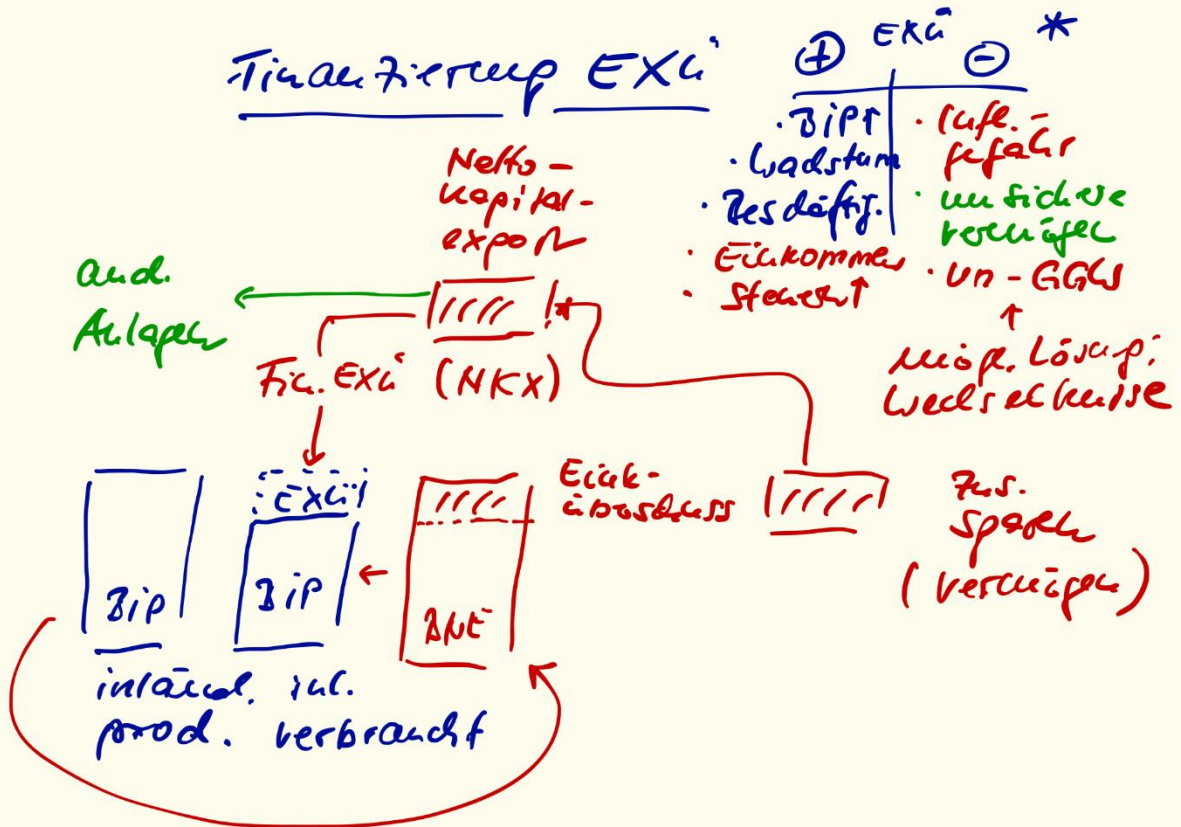 Finanzierung EXü
⊕ EXü ⊖ *
· BiP↑
· Wachstum
· Beschäftig.
· Einkommen
· Steuern↑
· Infl.-
gefahr
· unsichere
Vermögen
· Un-GGWs
↑
mögl. Lösung:
Wechselkurse
Netto-
kapital-
export
and.
Anlagen
Fin. EXü (NKX)
EXü
BiP
BiP
BNE
Eink-
überschuss
Zus.
Sparen
(Vermögen)
inländ. inl.
prod. verbraucht